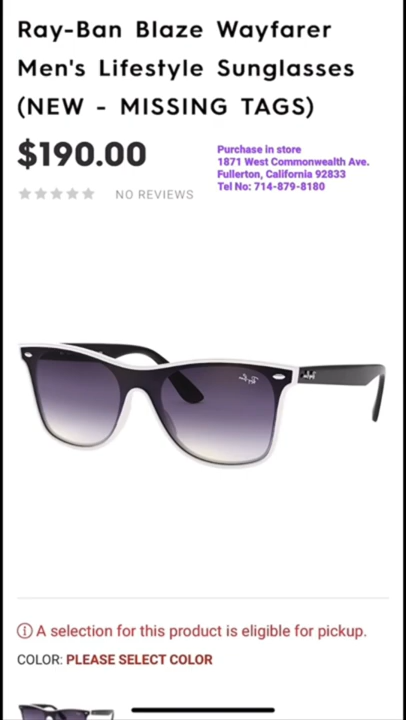 Ray-Ban Blaze Wayfarer
Men's Lifestyle Sunglasses
(NEW - MISSING TAGS)
$190.00
NO REVIEWS
Purchase in store
1871 West Commonwealth Ave.
Fullerton, California 92833
Tel No: 714-879-8180
Ray-Ban
A selection for this product is eligible for pickup.
COLOR: PLEASE SELECT COLOR